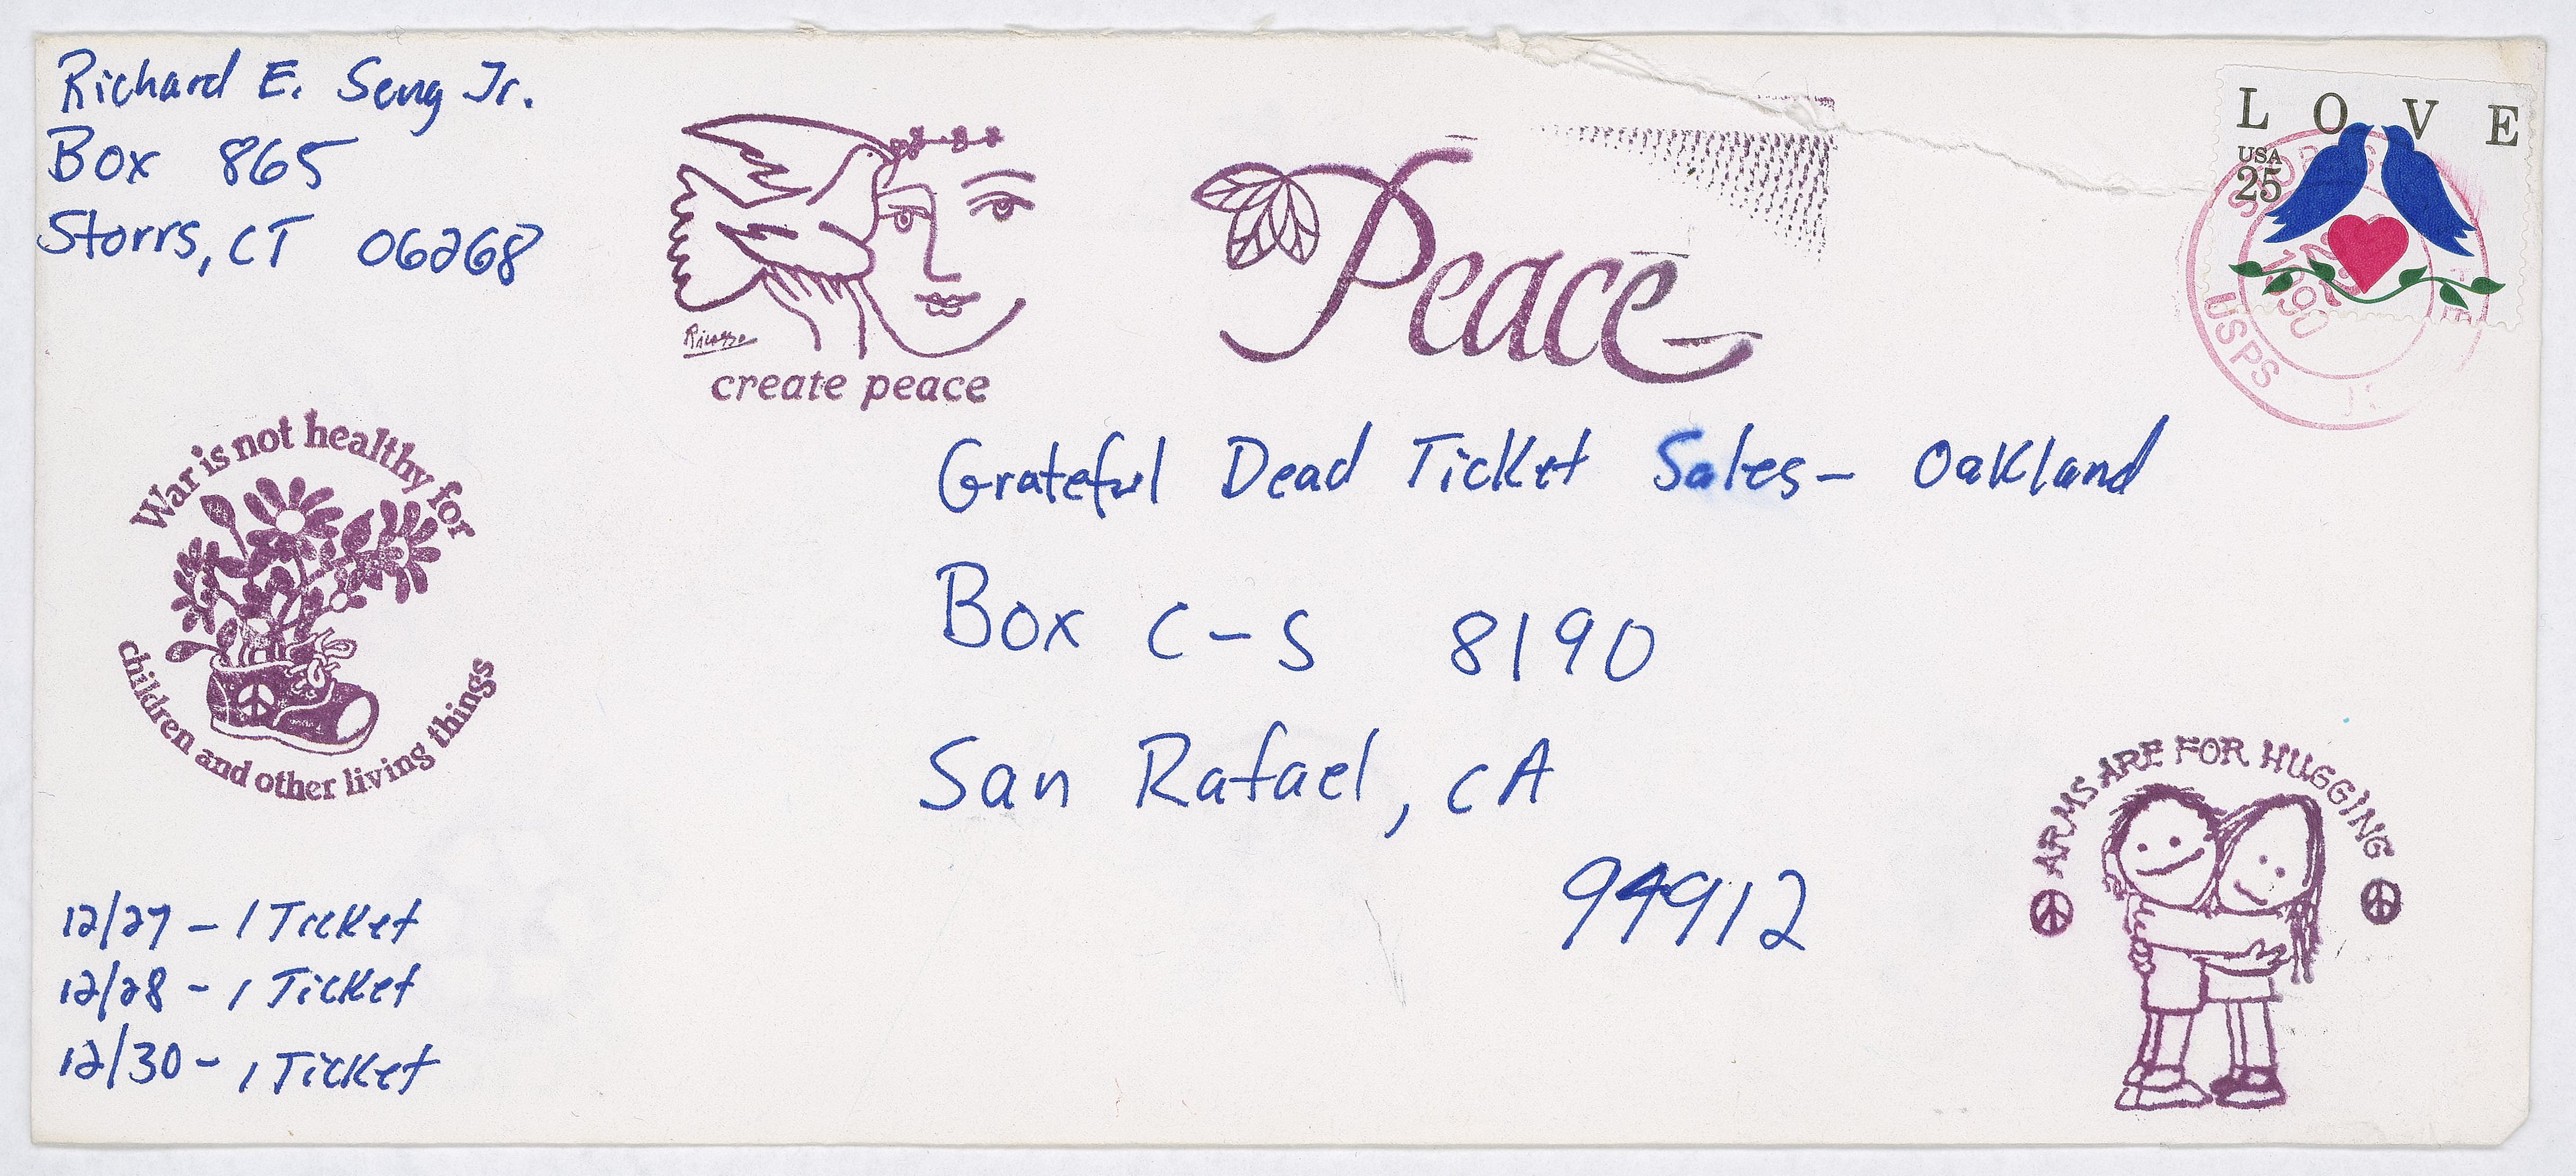 Richard E. Seng Jr.
Box 865
Storrs, CT 06268
create peace
Peace
L O V E
USA
25
1990
USPS
War is not healthy for
children and other living things
Grateful Dead Ticket Sales- Oakland
Box C-S 8190
San Rafael, CA
94912
12/27 - 1 Ticket
12/28 - 1 Ticket
12/30 - 1 Ticket
ARMS ARE FOR HUGGING